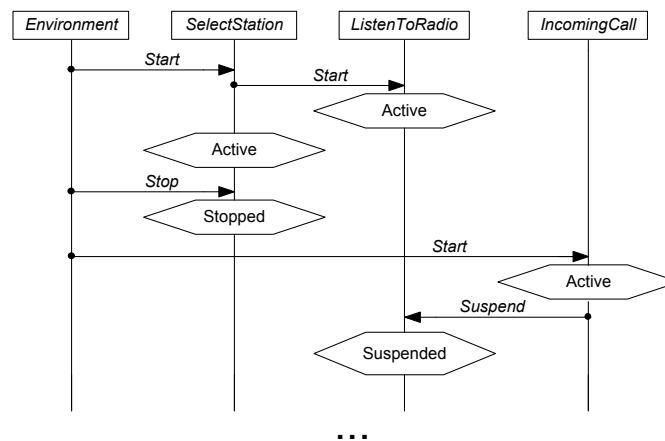 Environment SelectStation ListenToRadio IncomingCall
Start
Start
Active
Active
Stop
Stopped
Start
Active
Suspend
Suspended
...